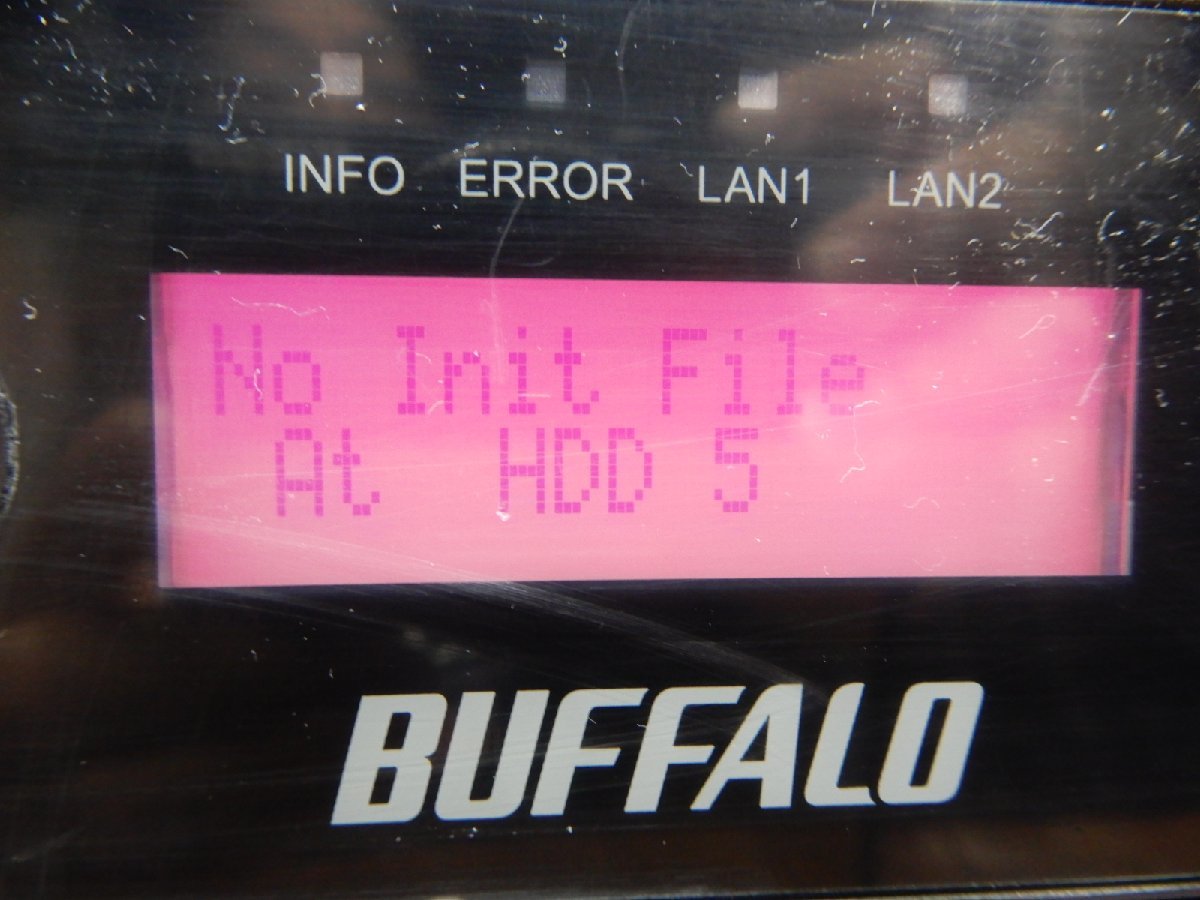 INFO ERROR LAN1 LAN2
No Init File
At HDD 5
BUFFALO